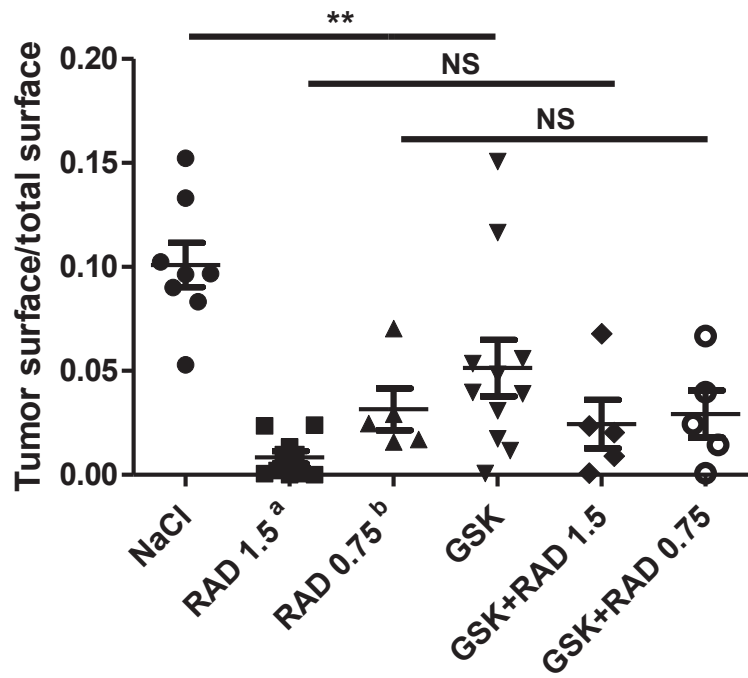 **
NS
NS
Tumor surface/total surface
0.20
0.15
0.10
0.05
0.00
NaCl
RAD 1.5 a
RAD 0.75 b
GSK
GSK+RAD 1.5
GSK+RAD 0.75